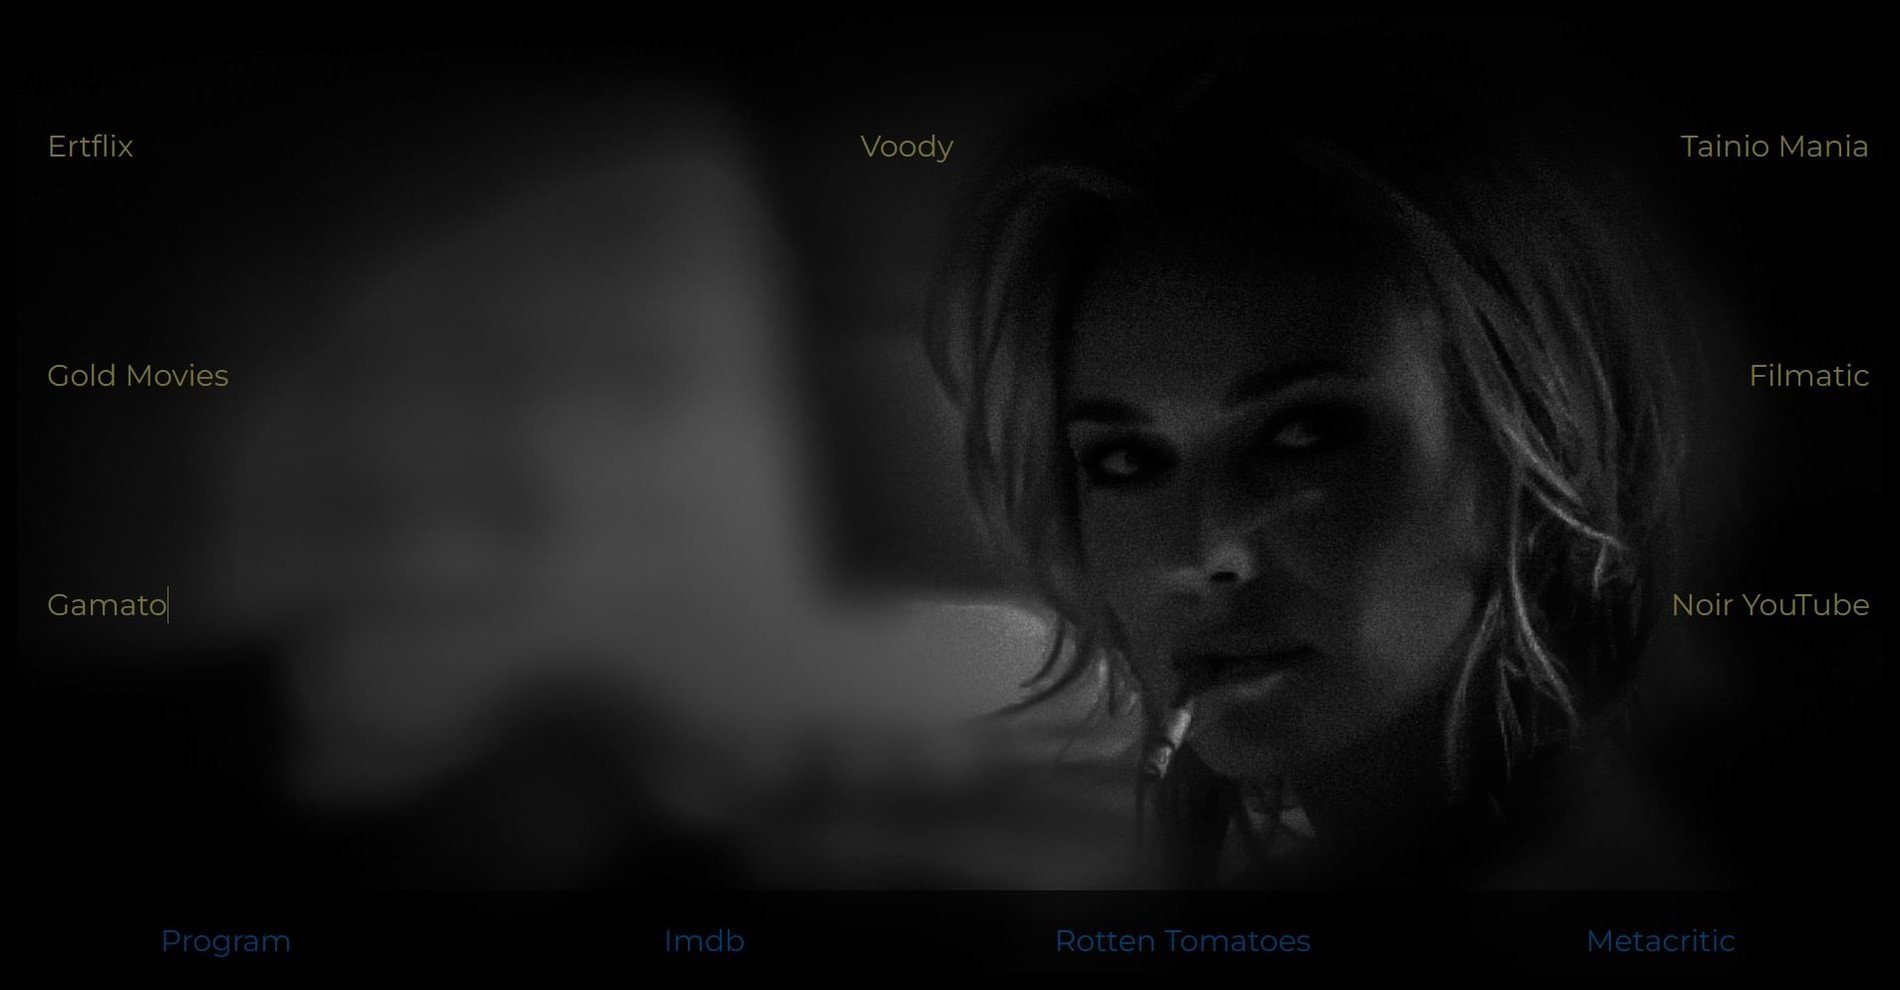 Ertflix
Voody
Tainio Mania
Gold Movies
Filmatic
Gamato
Noir YouTube
Program
Imdb
Rotten Tomatoes
Metacritic